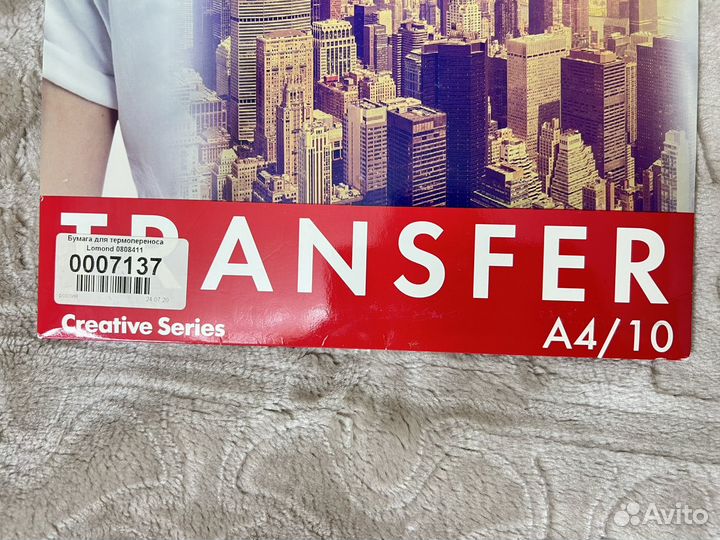 TRANSFER
Бумага для термопереноса
Lomond 0808411
0007137
24.07.20
Creative Series
A4/10
Avito